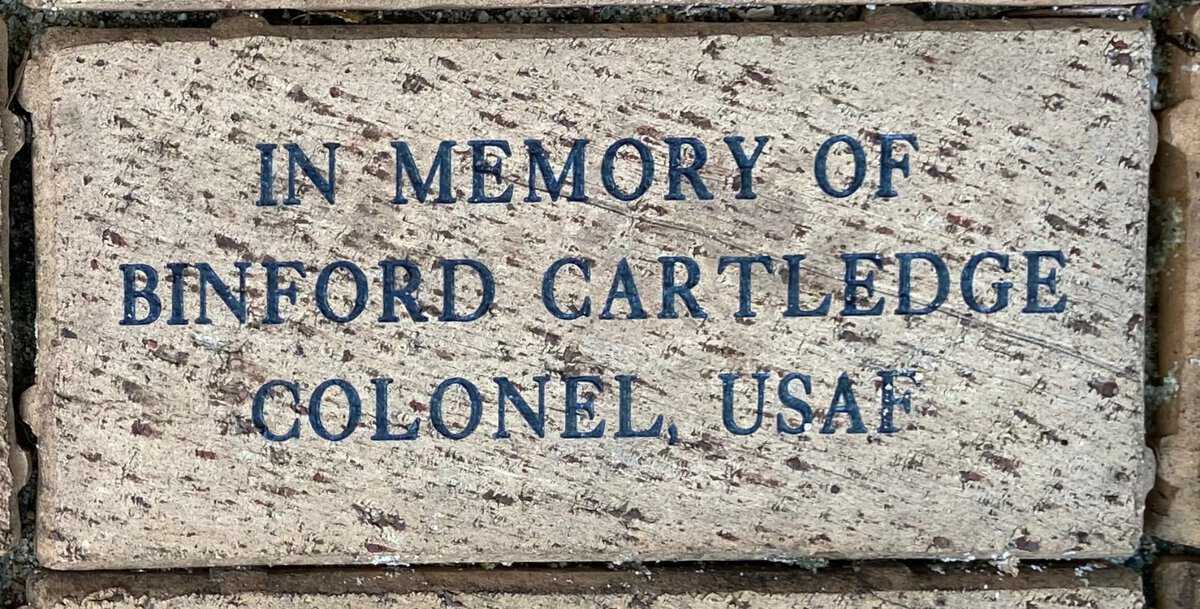 IN MEMORY OF
BINFORD CARTLEDGE
COLONEL, USAF